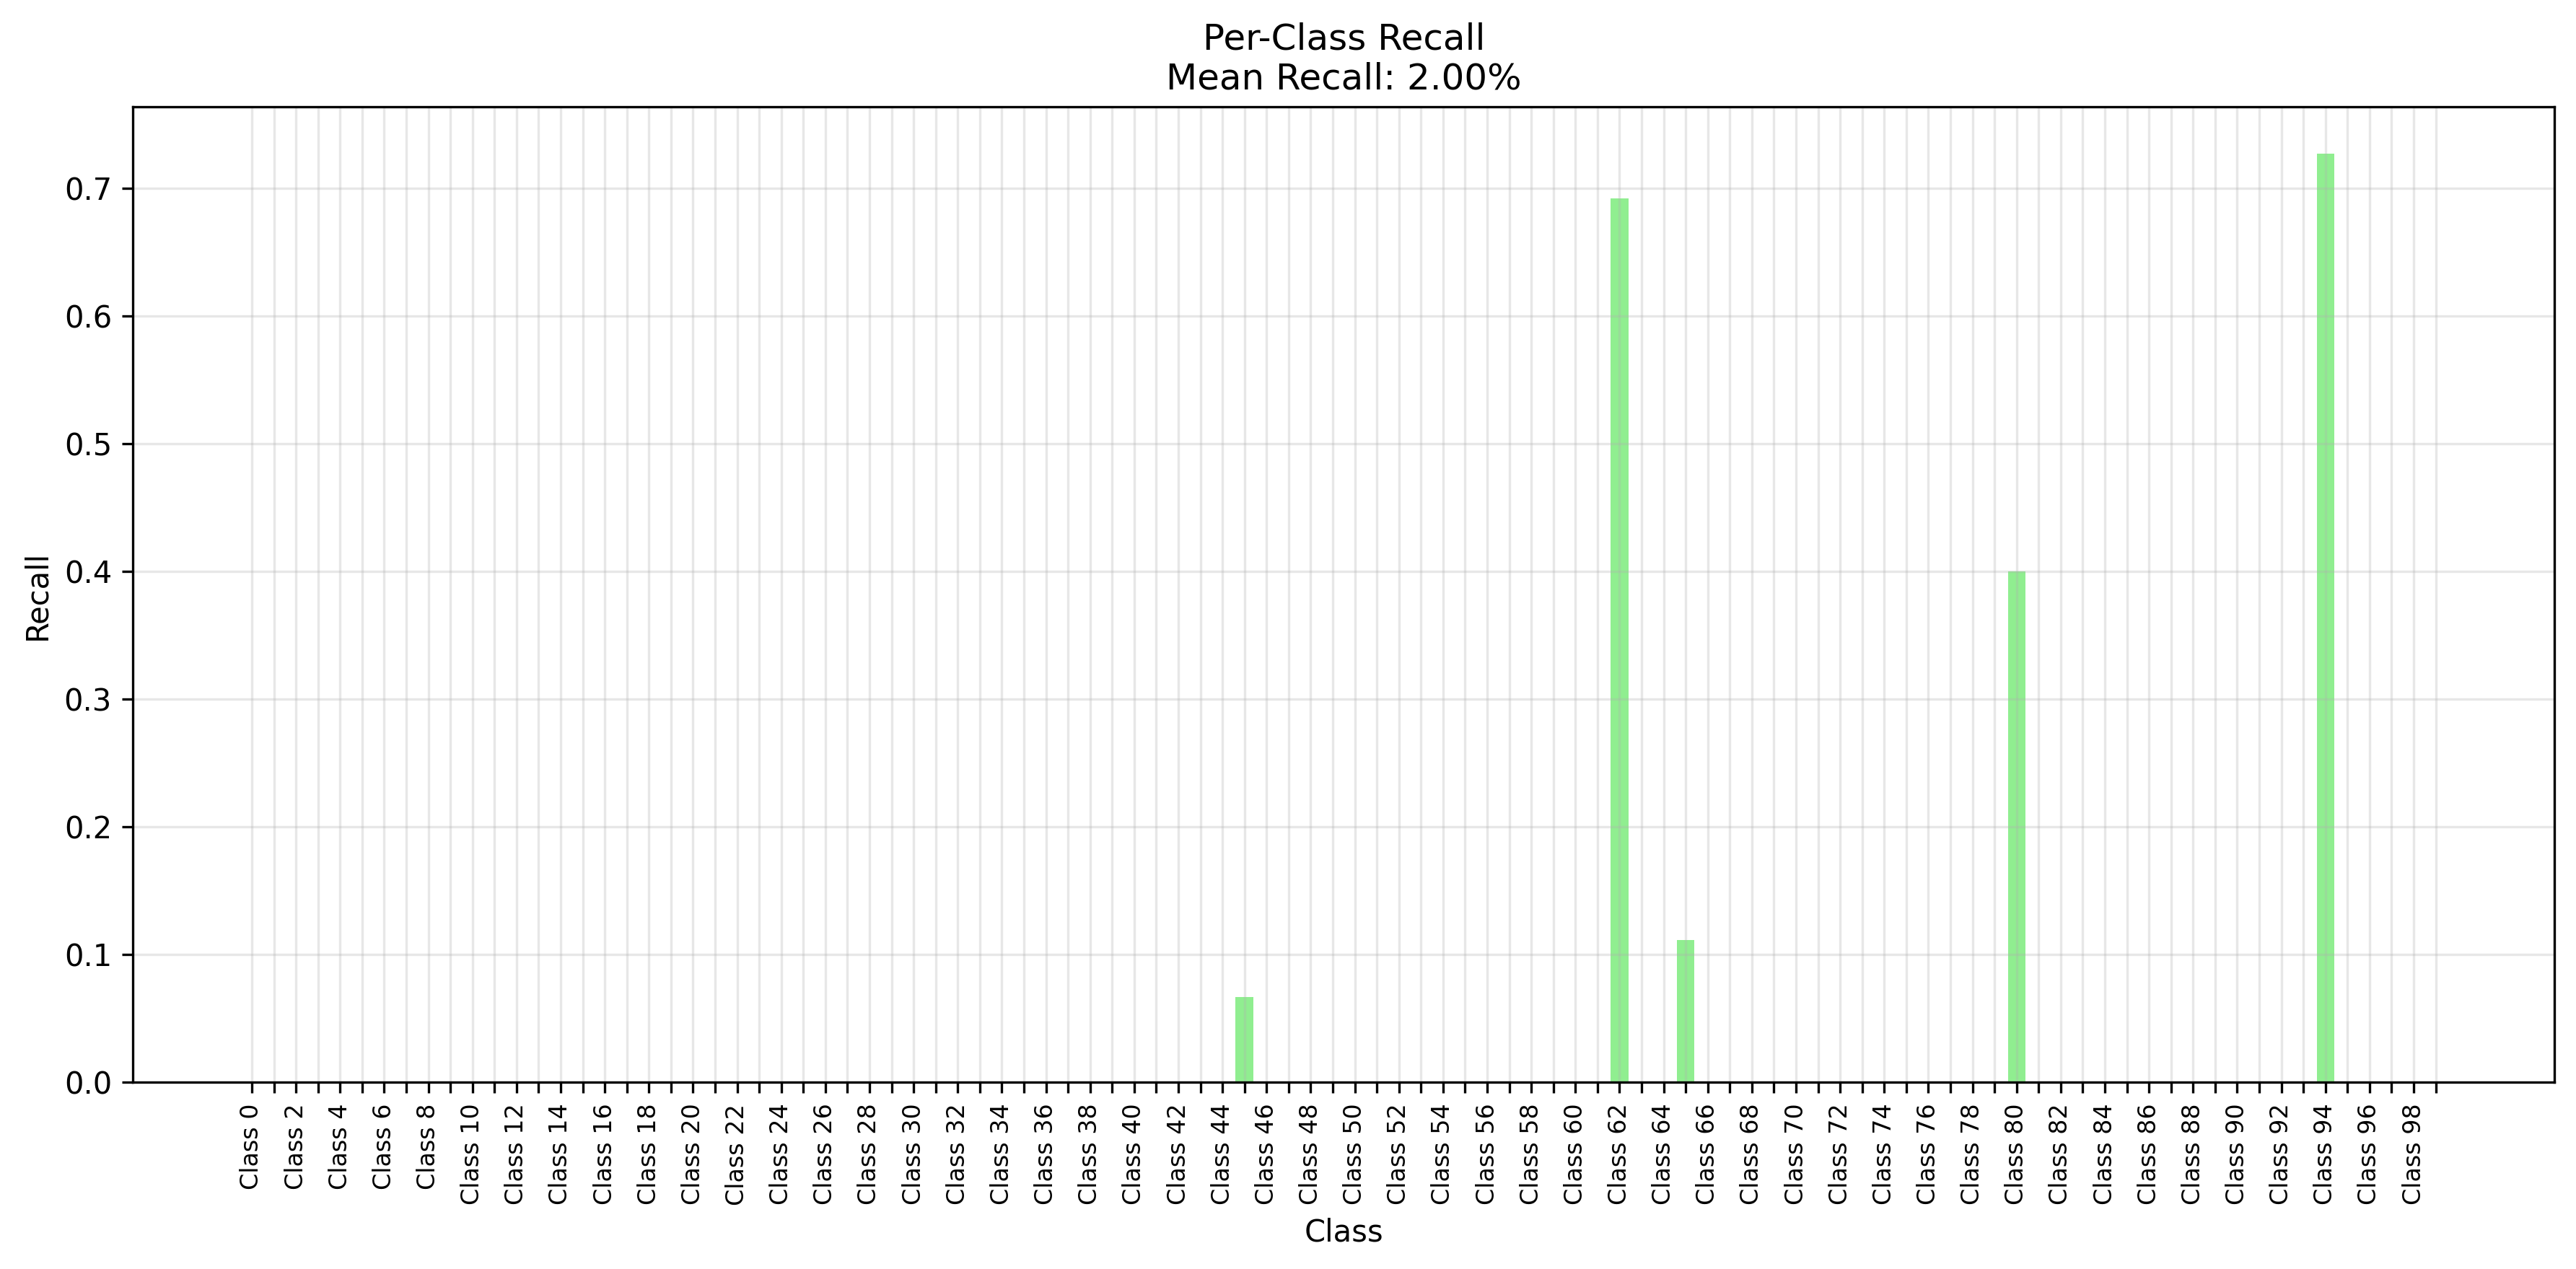 Per-Class Recall
Mean Recall: 2.00%
Recall
0.7
0.6
0.5
0.4
0.3
0.2
0.1
0.0
Class 0
Class 2
Class 4
Class 6
Class 8
Class 10
Class 12
Class 14
Class 16
Class 18
Class 20
Class 22
Class 24
Class 26
Class 28
Class 30
Class 32
Class 34
Class 36
Class 38
Class 40
Class 42
Class 44
Class 46
Class 48
Class 50
Class 52
Class 54
Class 56
Class 58
Class 60
Class 62
Class 64
Class 66
Class 68
Class 70
Class 72
Class 74
Class 76
Class 78
Class 80
Class 82
Class 84
Class 86
Class 88
Class 90
Class 92
Class 94
Class 96
Class 98
Class